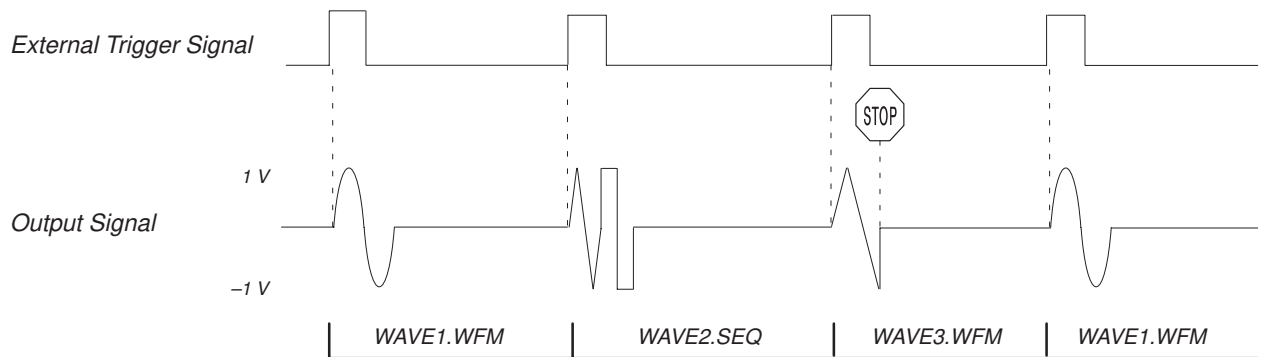 External Trigger Signal
STOP
1 V
Output Signal
–1 V
WAVE1.WFM WAVE2.SEQ WAVE3.WFM WAVE1.WFM